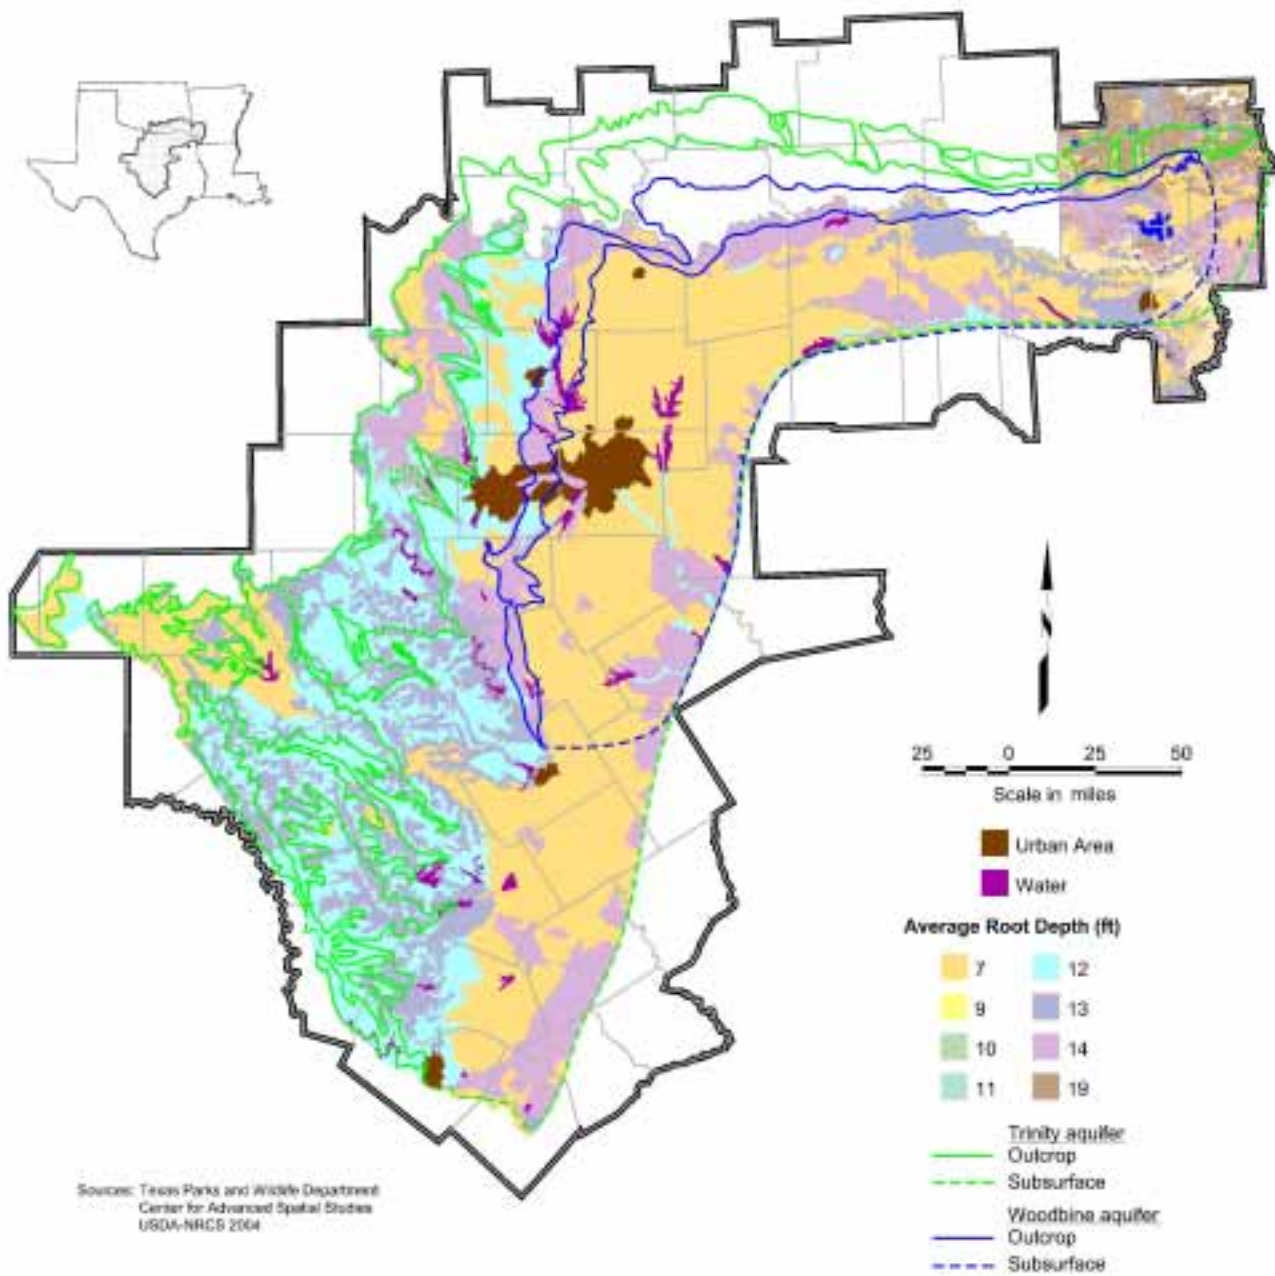 25 0 25 50
Scale in miles
Urban Area
Water
Average Root Depth (ft)
7 12
9 13
10 14
11 19
Trinity aquifer
Outcrop
Subsurface
Woodbine aquifer
Outcrop
Subsurface
Sources: Texas Parks and Wildlife Department
Center for Advanced Spatial Studies
USDA-NRCS 2004